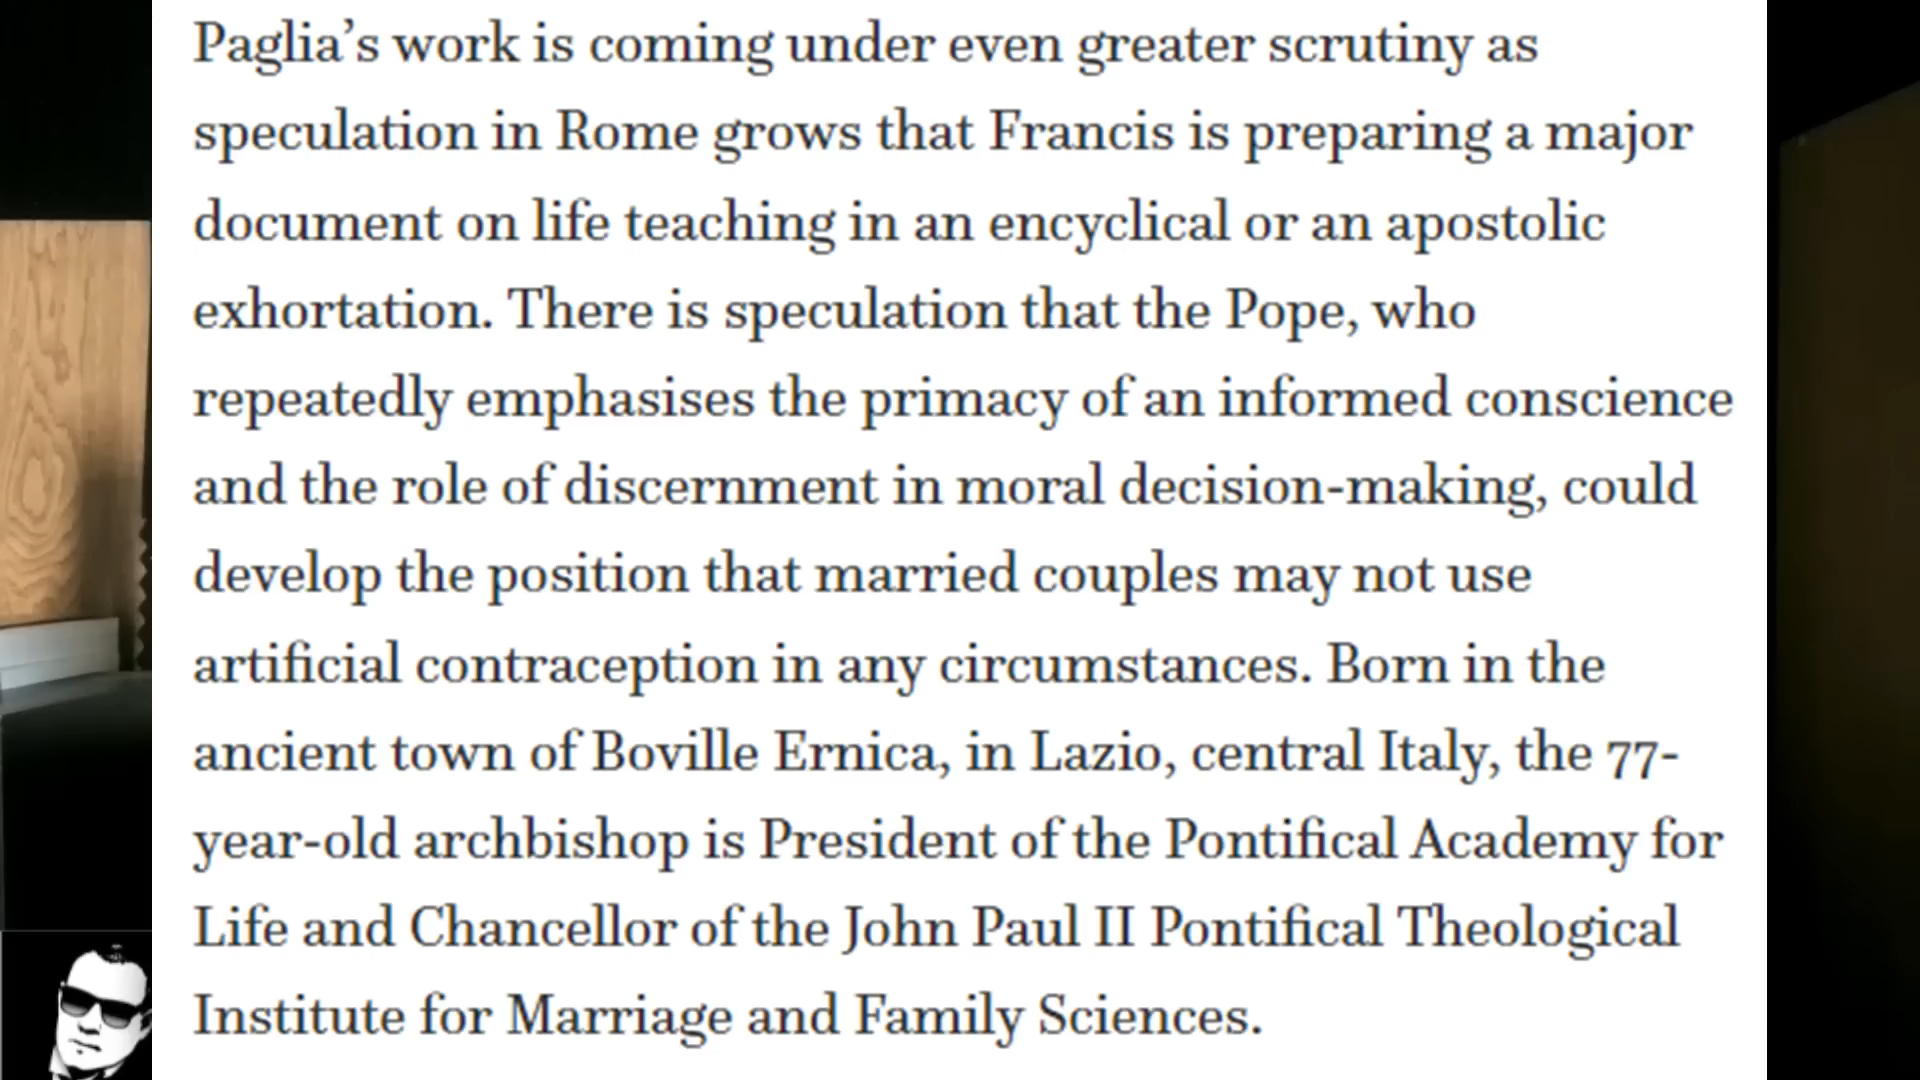 Paglia’s work is coming under even greater scrutiny as
speculation in Rome grows that Francis is preparing a major
document on life teaching in an encyclical or an apostolic
exhortation. There is speculation that the Pope, who
repeatedly emphasises the primacy of an informed conscience
and the role of discernment in moral decision-making, could
develop the position that married couples may not use
artificial contraception in any circumstances. Born in the
ancient town of Boville Ernica, in Lazio, central Italy, the 77-
year-old archbishop is President of the Pontifical Academy for
Life and Chancellor of the John Paul II Pontifical Theological
Institute for Marriage and Family Sciences.